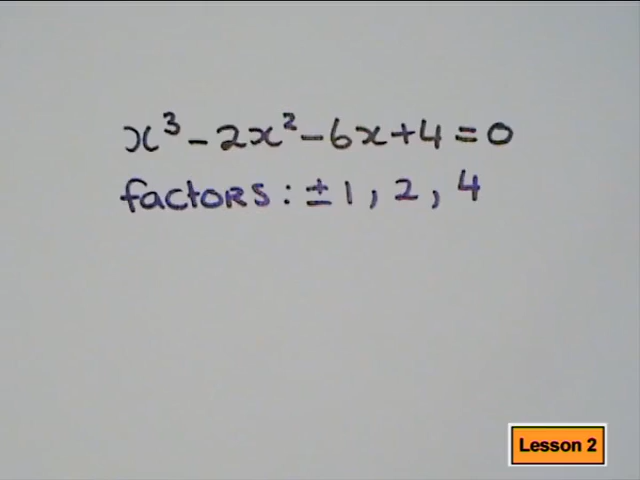 x³ - 2x² - 6x + 4 = 0
factors : ± 1, 2, 4
Lesson 2